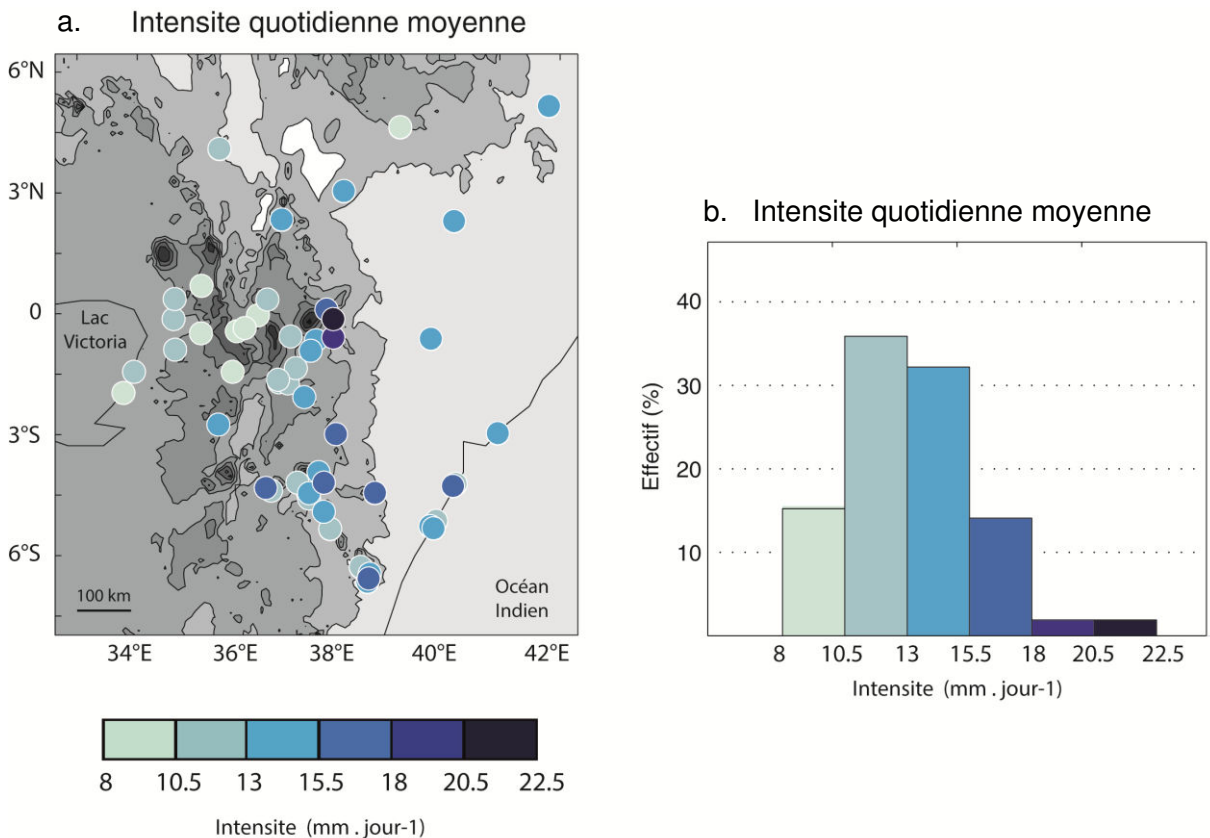 a. Intensite quotidienne moyenne
6°N
3°N
0
3°S
6°S
Lac
Victoria
100 km
Océan
Indien
34°E 36°E 38°E 40°E 42°E
8 10.5 13 15.5 18 20.5 22.5
Intensite (mm . jour-1)
b. Intensite quotidienne moyenne
Effectif (%)
40
30
20
10
8 10.5 13 15.5 18 20.5 22.5
Intensite (mm . jour-1)